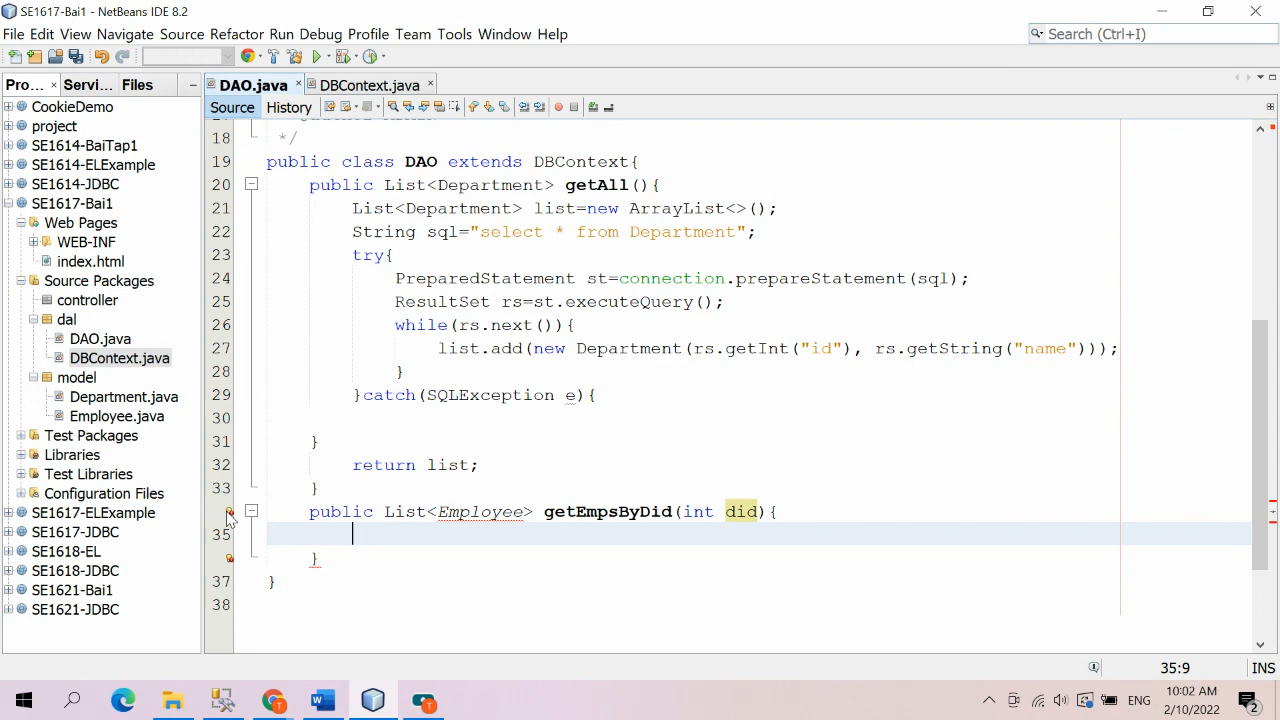 SE1617-Bai1 - NetBeans IDE 8.2
File Edit View Navigate Source Refactor Run Debug Profile Team Tools Window Help
Search (Ctrl+I)
Pro... Servi... Files
DAO.java DBContext.java
Source History
CookieDemo
project
SE1614-BaiTap1
SE1614-ELExample
SE1614-JDBC
SE1617-Bai1
Web Pages
WEB-INF
index.html
Source Packages
controller
dal
DAO.java
DBContext.java
model
Department.java
Employee.java
Test Packages
Libraries
Test Libraries
Configuration Files
SE1617-ELExample
SE1617-JDBC
SE1618-EL
SE1618-JDBC
SE1621-Bai1
SE1621-JDBC
18 */
19 public class DAO extends DBContext{
20 public List<Department> getAll(){
21 List<Department> list=new ArrayList<>();
22 String sql="select * from Department";
23 try{
24 PreparedStatement st=connection.prepareStatement(sql);
25 ResultSet rs=st.executeQuery();
26 while(rs.next()){
27 list.add(new Department(rs.getInt("id"), rs.getString("name")));
28 }
29 }catch(SQLException e){
30
31 }
32 return list;
33 }
public List<Employee> getEmpsByDid(int did){
35
}
37 }
38
35:9 INS
ENG
10:02 AM
2/10/2022
2